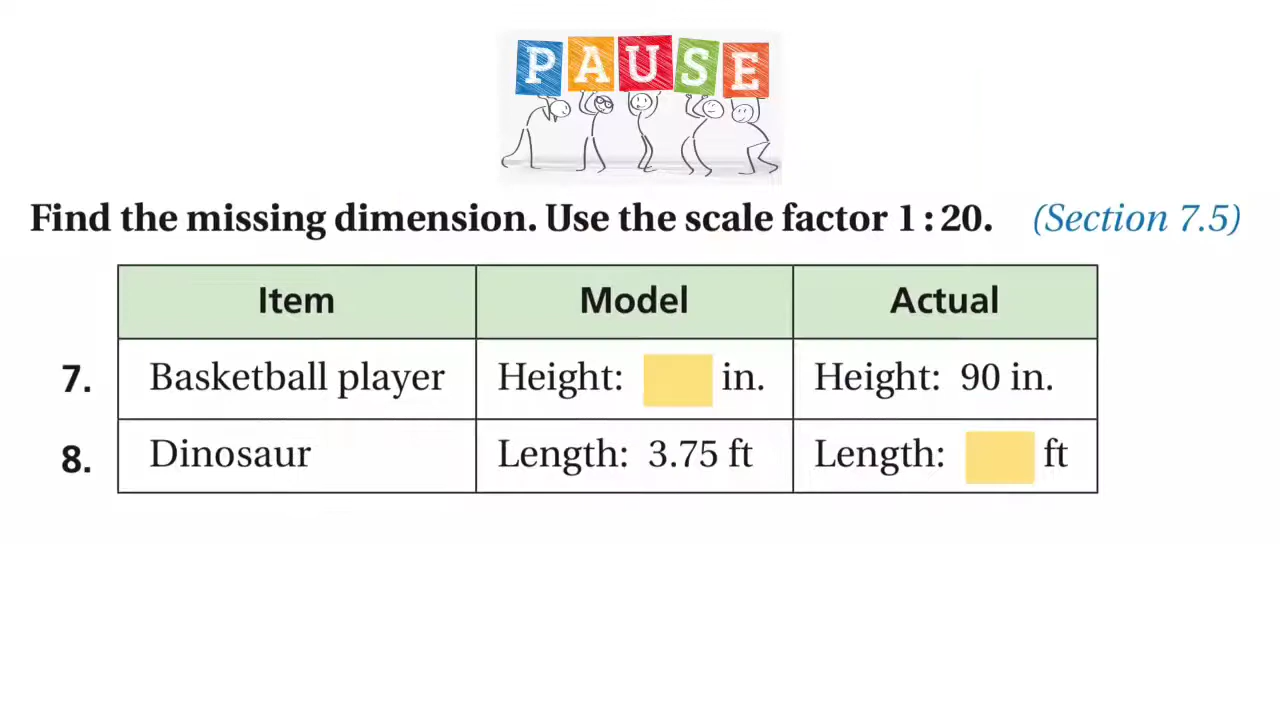 PAUSE
Find the missing dimension. Use the scale factor 1 : 20. (Section 7.5)
Item Model Actual
7. Basketball player Height: in. Height: 90 in.
8. Dinosaur Length: 3.75 ft Length: ft